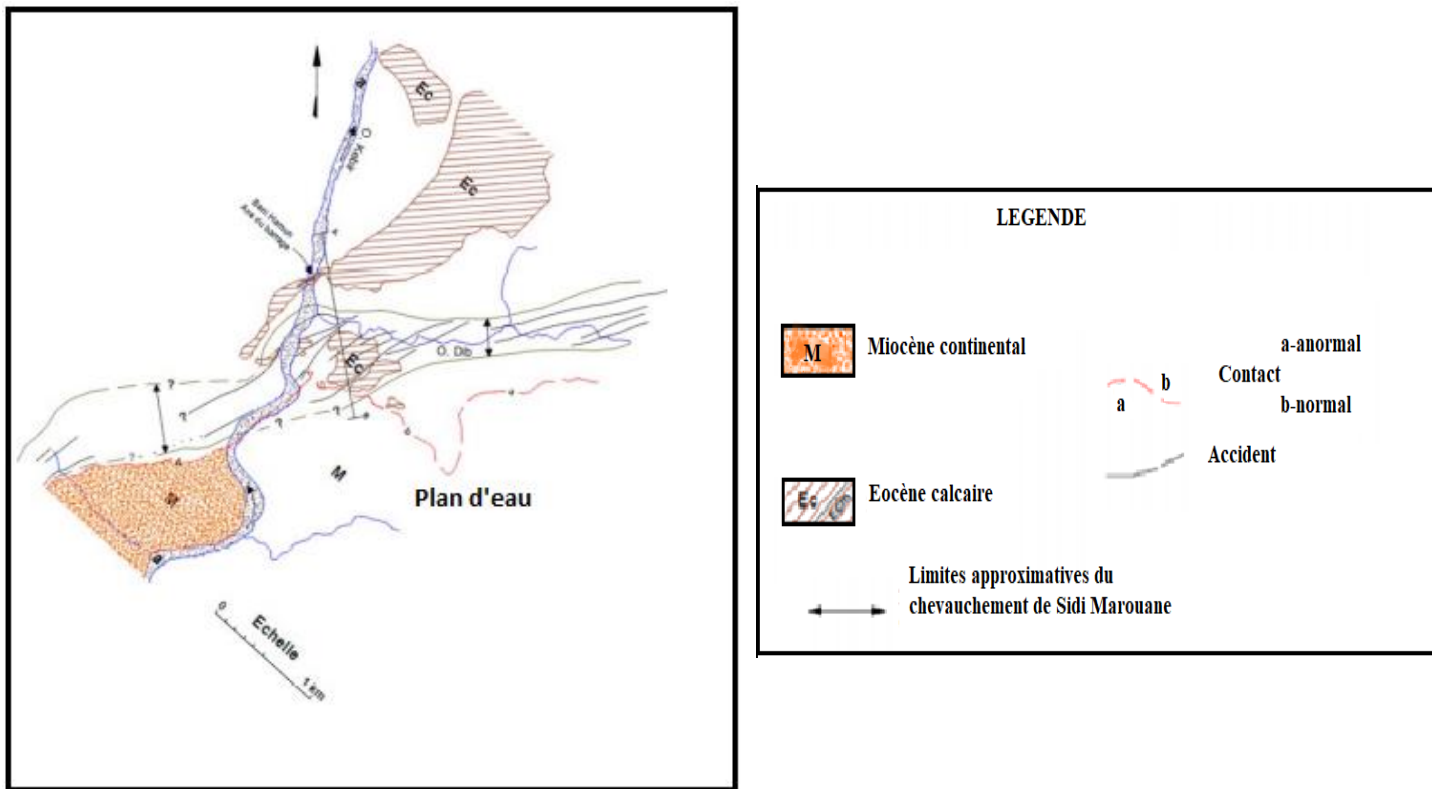 a
Ec
O. Kebir
Ec
Beni Haroun
Axe du barrage
Ec
O. Dib
?
?
?
?
M
M
Plan d'eau
a
0
Echelle
1 km
LEGENDE
M
Miocène continental
a-anormal
b
Contact
a
b-normal
Accident
Ec
Eocène calcaire
Limites approximatives du
chevauchement de Sidi Marouane